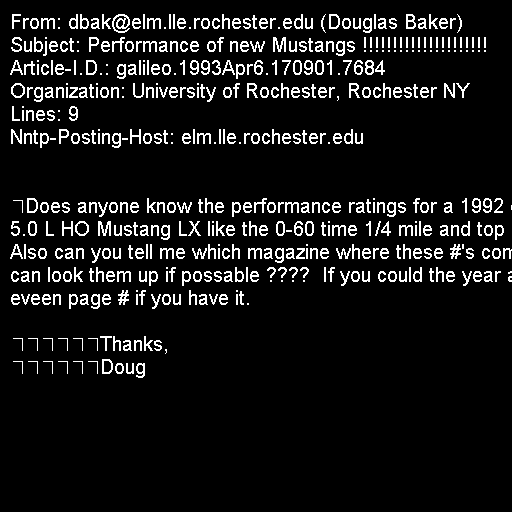 From: dbak@elm.lle.rochester.edu (Douglas Baker)
Subject: Performance of new Mustangs !!!!!!!!!!!!!!!!!!!!!
Article-I.D.: galileo.1993Apr6.170901.7684
Organization: University of Rochester, Rochester NY
Lines: 9
Nntp-Posting-Host: elm.lle.rochester.edu

Does anyone know the performance ratings for a 1992
5.0 L HO Mustang LX like the 0-60 time 1/4 mile and top
Also can you tell me which magazine where these #'s com
can look them up if possable ???? If you could the year a
eveen page # if you have it.

Thanks,
Doug